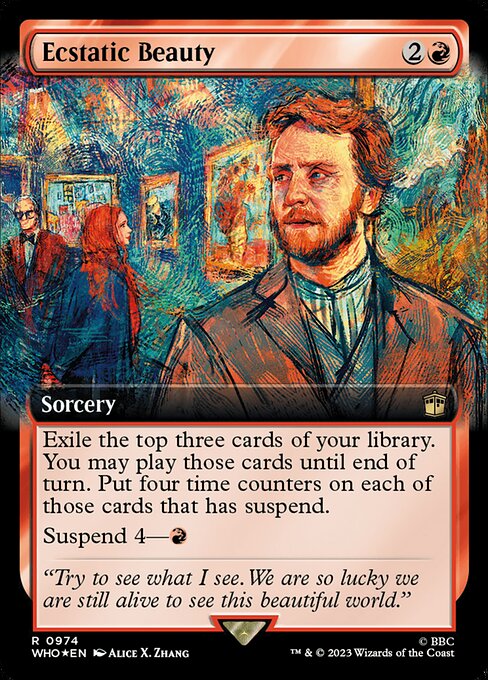 Ecstatic Beauty 2
Sorcery
Exile the top three cards of your library.
You may play those cards until end of
turn. Put four time counters on each of
those cards that has suspend.
Suspend 4—
“Try to see what I see. We are so lucky we
are still alive to see this beautiful world.”
R 0974
WHO★EN Alice X. Zhang
© BBC
™ & © 2023 Wizards of the Coast